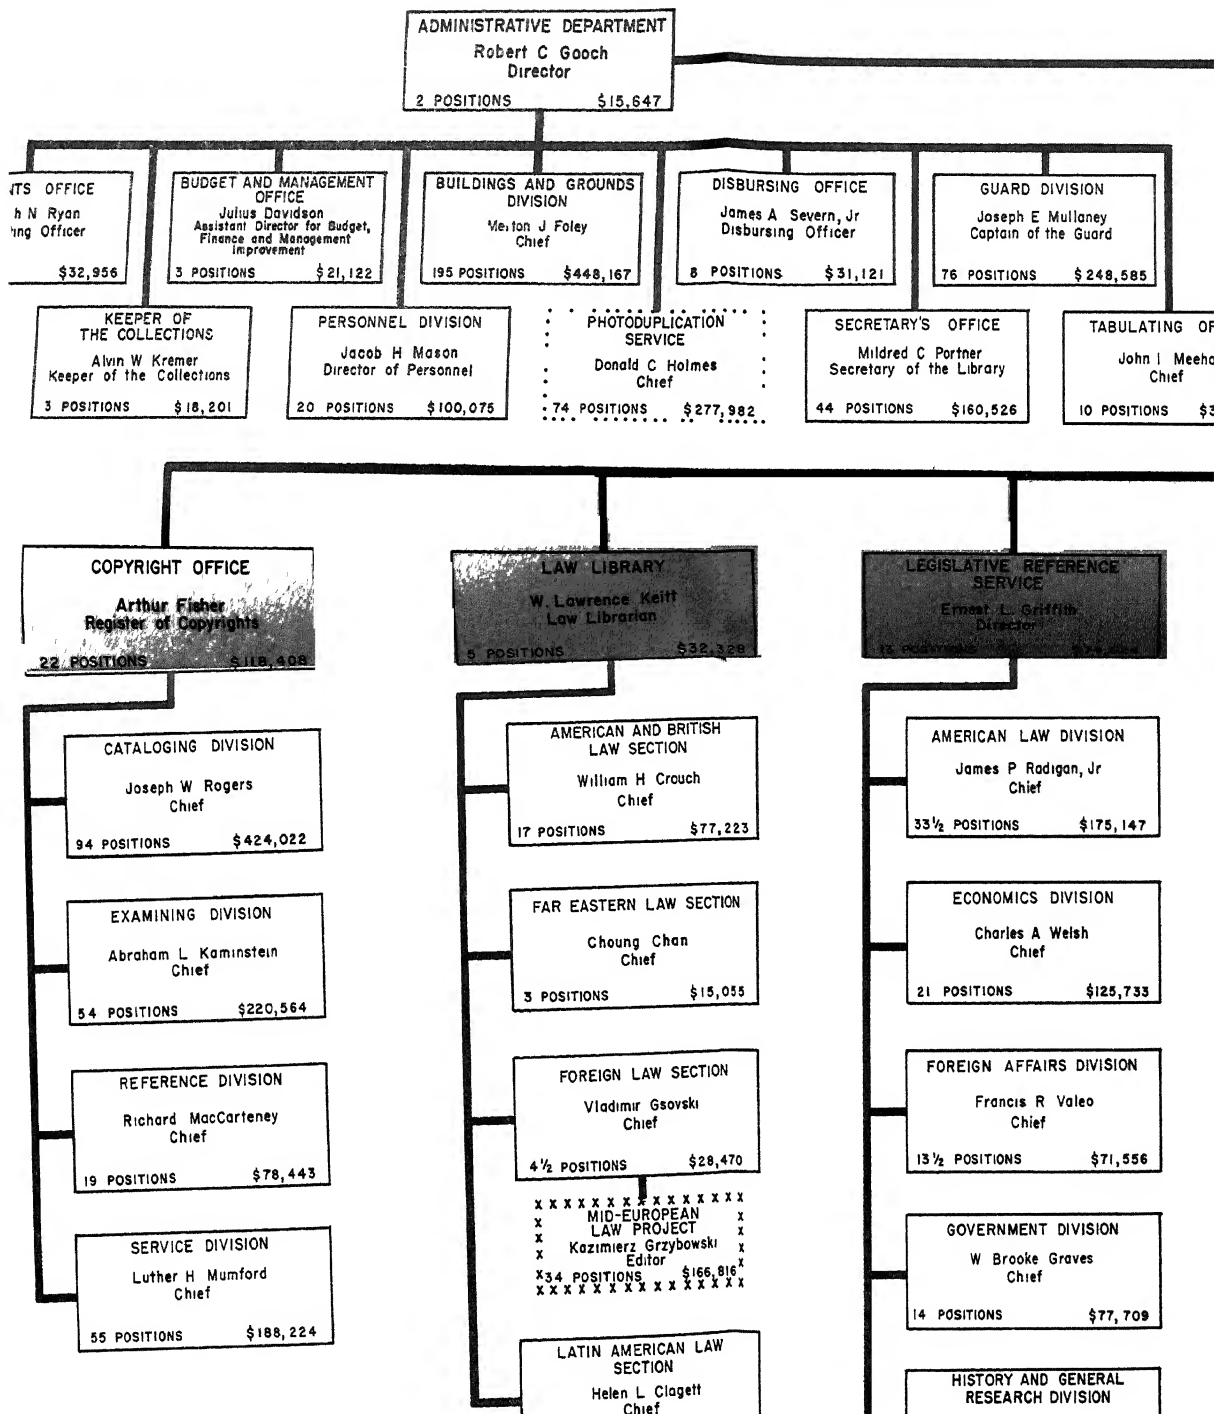 ADMINISTRATIVE DEPARTMENT
Robert C Gooch
Director
2 POSITIONS $15,647
NTS OFFICE
h N Ryan
ing Officer
$32,956
BUDGET AND MANAGEMENT
OFFICE
Julius Davidson
Assistant Director for Budget,
Finance and Management
Improvement
3 POSITIONS $21,122
BUILDINGS AND GROUNDS
DIVISION
Merton J Foley
Chief
195 POSITIONS $448,167
DISBURSING OFFICE
James A Severn, Jr
Disbursing Officer
8 POSITIONS $31,121
GUARD DIVISION
Joseph E Mullaney
Captain of the Guard
76 POSITIONS $248,585
KEEPER OF
THE COLLECTIONS
Alvin W Kremer
Keeper of the Collections
3 POSITIONS $18,201
PERSONNEL DIVISION
Jacob H Mason
Director of Personnel
20 POSITIONS $100,075
PHOTODUPLICATION
SERVICE
Donald C Holmes
Chief
74 POSITIONS $277,982
SECRETARY'S OFFICE
Mildred C Portner
Secretary of the Library
44 POSITIONS $160,526
TABULATING OF
John I Meeha
Chief
10 POSITIONS $3
COPYRIGHT OFFICE
Arthur Fisher
Register of Copyrights
22 POSITIONS $118,408
LAW LIBRARY
W. Lawrence Keitt
Law Librarian
5 POSITIONS $32,328
LEGISLATIVE REFERENCE
SERVICE
Ernest L. Griffith
Director
POSITIONS
CATALOGING DIVISION
Joseph W Rogers
Chief
94 POSITIONS $424,022
EXAMINING DIVISION
Abraham L Kaminstein
Chief
54 POSITIONS $220,564
REFERENCE DIVISION
Richard MacCarteney
Chief
19 POSITIONS $78,443
SERVICE DIVISION
Luther H Mumford
Chief
55 POSITIONS $188,224
AMERICAN AND BRITISH
LAW SECTION
William H Crouch
Chief
17 POSITIONS $77,223
FAR EASTERN LAW SECTION
Choung Chan
Chief
3 POSITIONS $15,055
FOREIGN LAW SECTION
Vladimir Gsovski
Chief
4½ POSITIONS $28,470
MID-EUROPEAN
LAW PROJECT
Kazimierz Grzybowski
Editor
34 POSITIONS $166,816
LATIN AMERICAN LAW
SECTION
Helen L Clagett
Chief
AMERICAN LAW DIVISION
James P Radigan, Jr
Chief
33½ POSITIONS $175,147
ECONOMICS DIVISION
Charles A Welsh
Chief
21 POSITIONS $125,733
FOREIGN AFFAIRS DIVISION
Francis R Valeo
Chief
13½ POSITIONS $71,556
GOVERNMENT DIVISION
W Brooke Graves
Chief
14 POSITIONS $77,709
HISTORY AND GENERAL
RESEARCH DIVISION